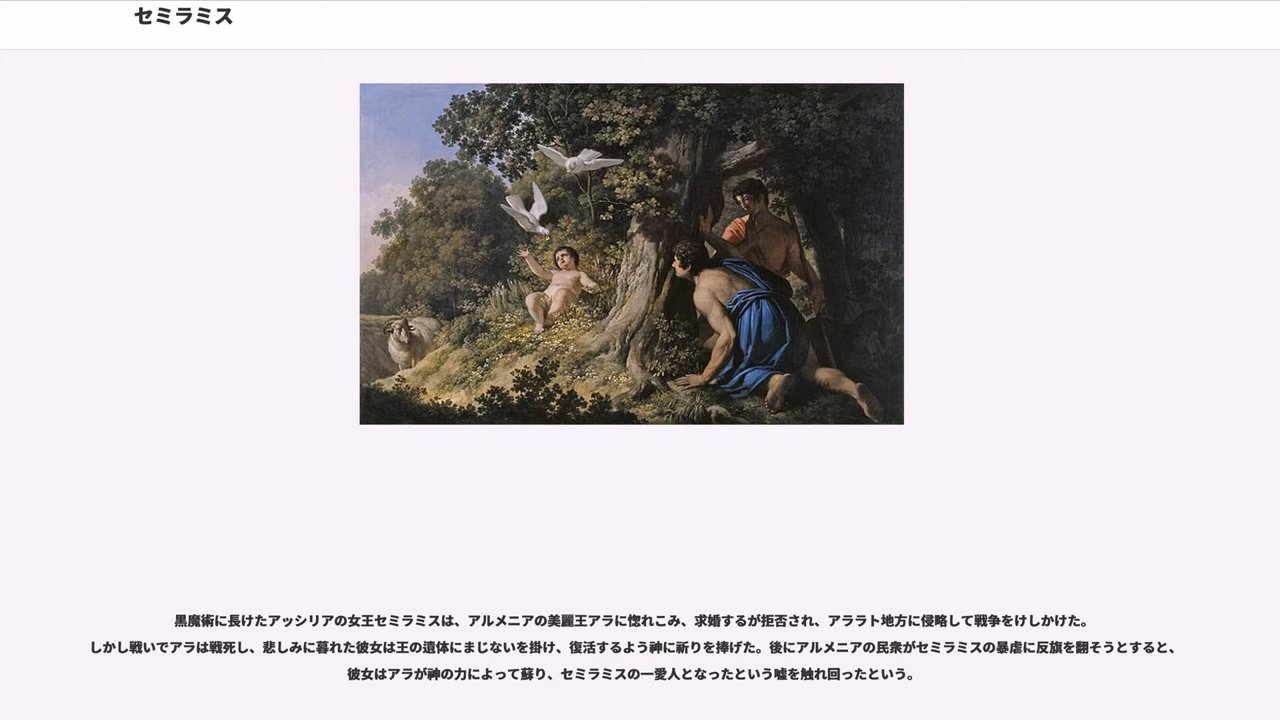 セミラミス
黒魔術に長けたアッシリアの女王セミラミスは、アルメニアの美麗王アラに惚れこみ、求婚するが拒否され、アララト地方に侵略して戦争をけしかけた。
しかし戦いでアラは戦死し、悲しみに暮れた彼女は王の遺体にまじないを掛け、復活するよう神に祈りを捧げた。後にアルメニアの民衆がセミラミスの暴虐に反旗を翻そうとすると、
彼女はアラが神の力によって蘇り、セミラミスの一愛人となったという嘘を触れ回ったという。